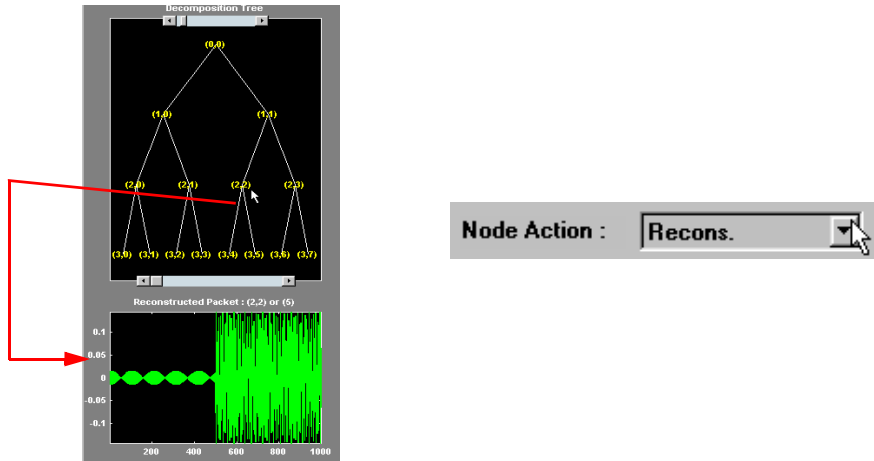 Decomposition Tree
(0,0)
(1,0) (1,1)
(2,0) (2,1) (2,2) (2,3)
(3,0) (3,1) (3,2) (3,3) (3,4) (3,5) (3,6) (3,7)
Reconstructed Packet : (2,2) or (5)
0.1
0.05
0
-0.05
-0.1
200 400 600 800 1000
Node Action : Recons.